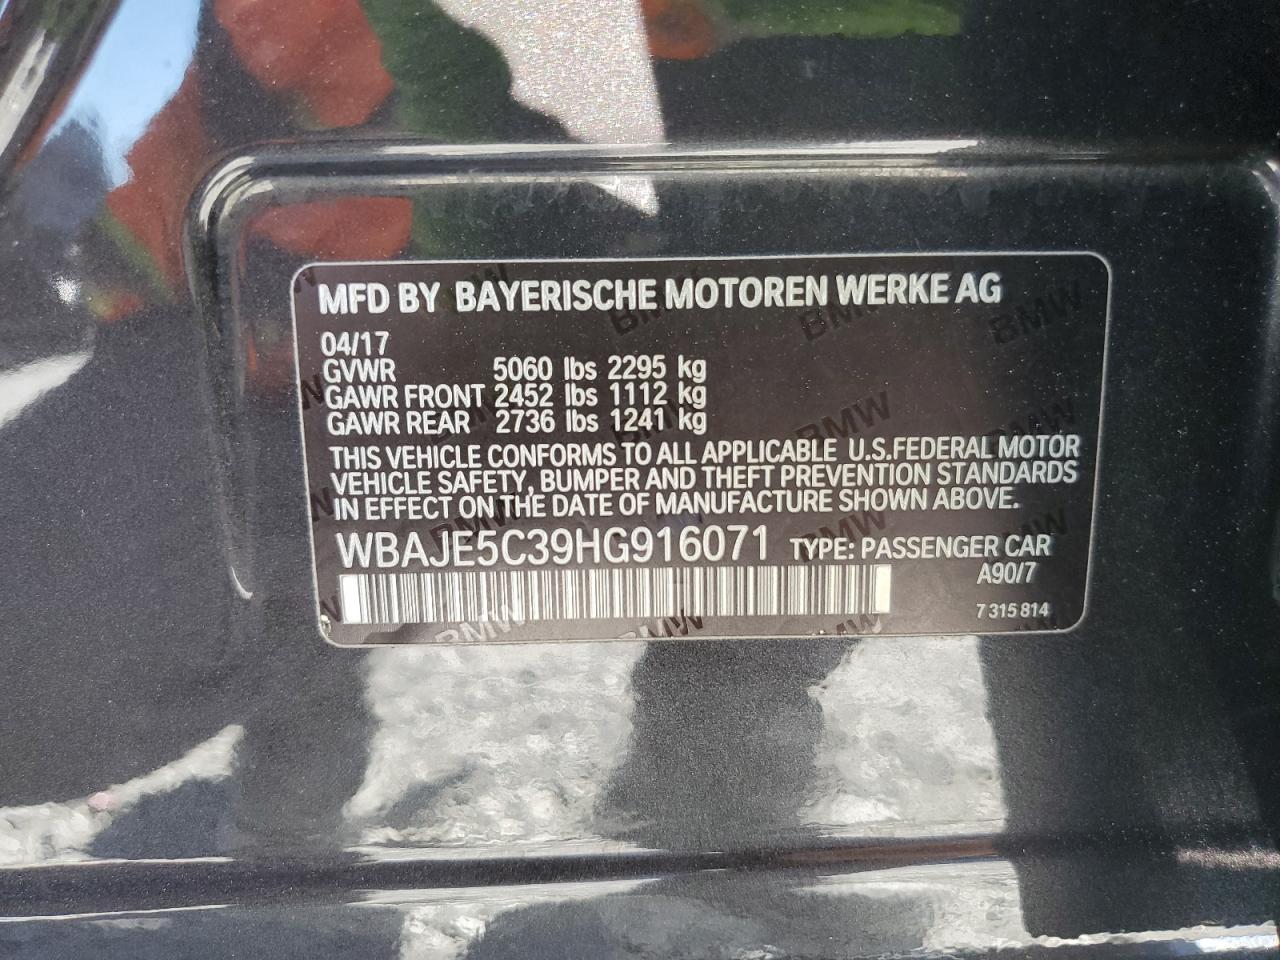 MFD BY BAYERISCHE MOTOREN WERKE AG
04/17
GVWR 5060 lbs 2295 kg
GAWR FRONT 2452 lbs 1112 kg
GAWR REAR 2736 lbs 1241 kg
THIS VEHICLE CONFORMS TO ALL APPLICABLE U.S.FEDERAL MOTOR
VEHICLE SAFETY, BUMPER AND THEFT PREVENTION STANDARDS
IN EFFECT ON THE DATE OF MANUFACTURE SHOWN ABOVE.
WBAJE5C39HG916071 TYPE: PASSENGER CAR
A90/7
7 315 814